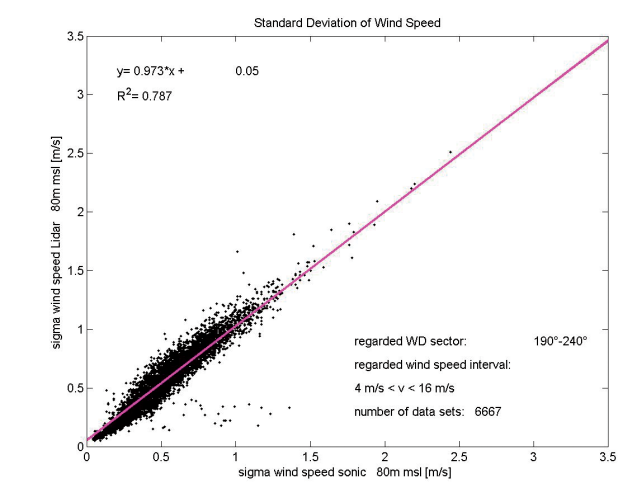 Standard Deviation of Wind Speed
3.5
y= 0.973*x + 0.05
R2= 0.787
3
2.5
2
1.5
1
0.5
0
sigma wind speed Lidar 80m msl [m/s]
regarded WD sector: 190°-240°
regarded wind speed interval:
4 m/s < v < 16 m/s
number of data sets: 6667
0 0.5 1 1.5 2 2.5 3 3.5
sigma wind speed sonic 80m msl [m/s]